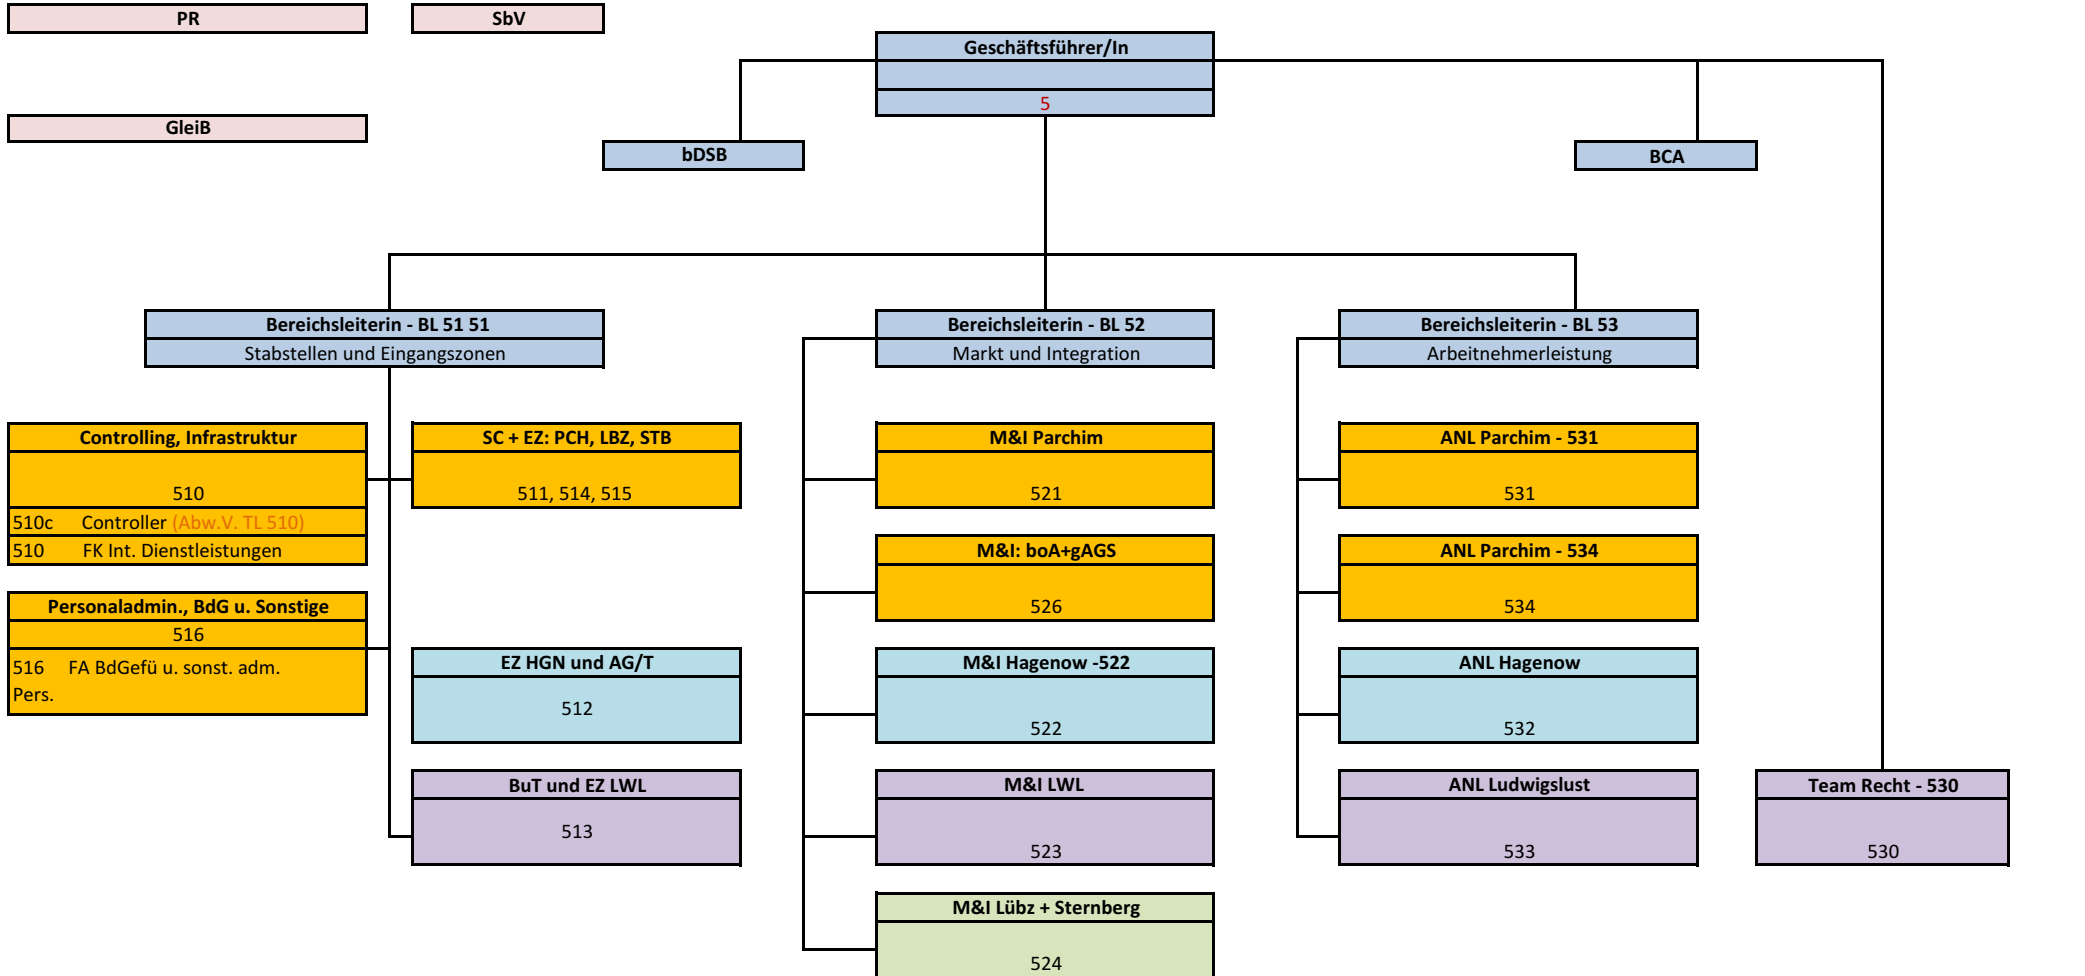 PR
SbV
Geschäftsführer/In
5
GleiB
bDSB
BCA
Bereichsleiterin - BL 51 51
Stabstellen und Eingangszonen
Bereichsleiterin - BL 52
Markt und Integration
Bereichsleiterin - BL 53
Arbeitnehmerleistung
Controlling, Infrastruktur
510
510c Controller (Abw.V. TL 510)
510 FK Int. Dienstleistungen
Personaladmin., BdG u. Sonstige
516
516 FA BdGefü u. sonst. adm.
Pers.
SC + EZ: PCH, LBZ, STB
511, 514, 515
EZ HGN und AG/T
512
BuT und EZ LWL
513
M&I Parchim
521
M&I: boA+gAGS
526
M&I Hagenow -522
522
M&I LWL
523
M&I Lübz + Sternberg
524
ANL Parchim - 531
531
ANL Parchim - 534
534
ANL Hagenow
532
ANL Ludwigslust
533
Team Recht - 530
530